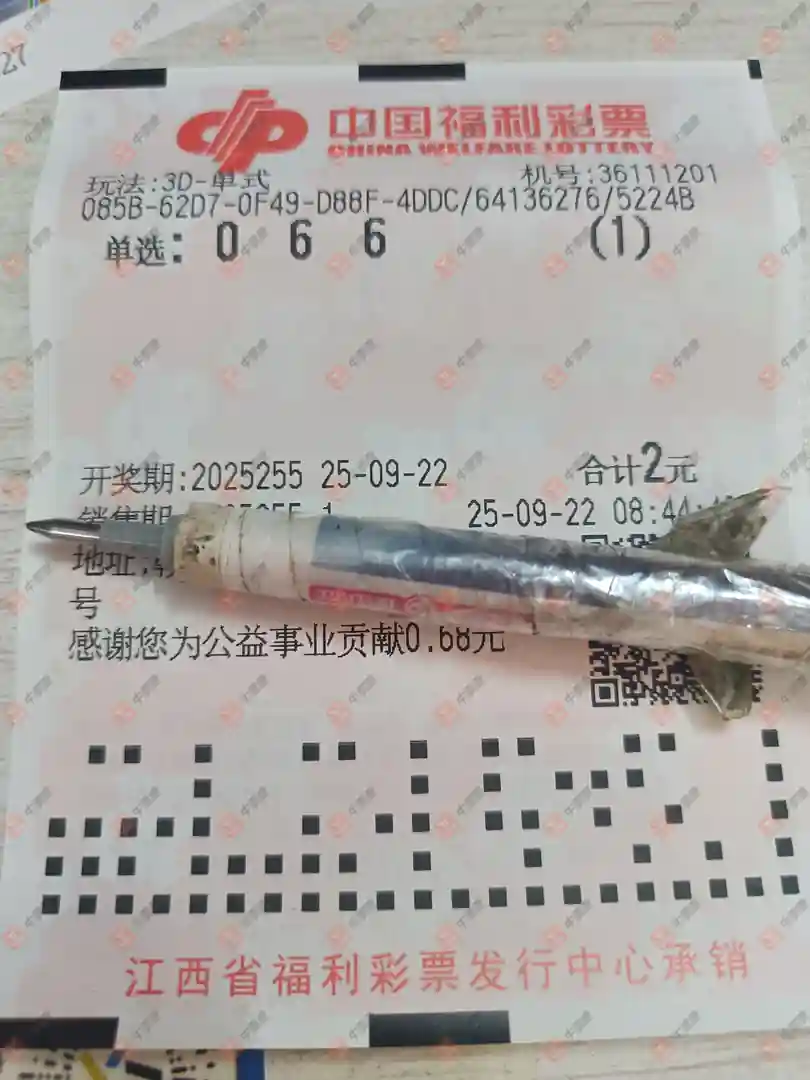 27
中国福利彩票
CHINA WELFARE LOTTERY
玩法:3D-单式 机号:36111201
085B-62D7-0F49-D88F-4DDC/64136276/5224B
单选: 0 6 6 (1)
开奖期:2025255 25-09-22 合计2元
销售期 25-09-22 08:44:
地址:
号
感谢您为公益事业贡献0.68元
江西省福利彩票发行中心承销